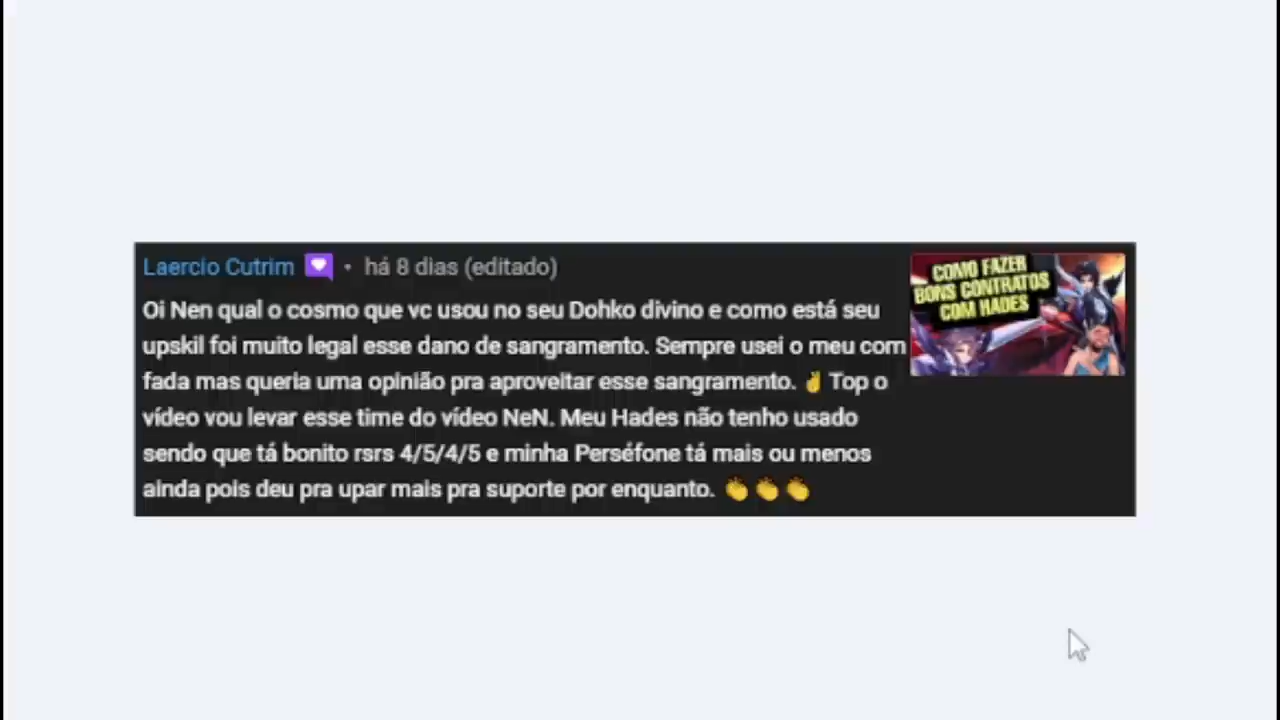 Laercio Cutrim • há 8 dias (editado)
Oi Nen qual o cosmo que vc usou no seu Dohko divino e como está seu
upskil foi muito legal esse dano de sangramento. Sempre usei o meu com
fada mas queria uma opinião pra aproveitar esse sangramento. ✌ Top o
vídeo vou levar esse time do vídeo NeN. Meu Hades não tenho usado
sendo que tá bonito rsrs 4/5/4/5 e minha Perséfone tá mais ou menos
ainda pois deu pra upar mais pra suporte por enquanto. 👏👏👏
COMO FAZER
BONS CONTRATOS
COM HADES